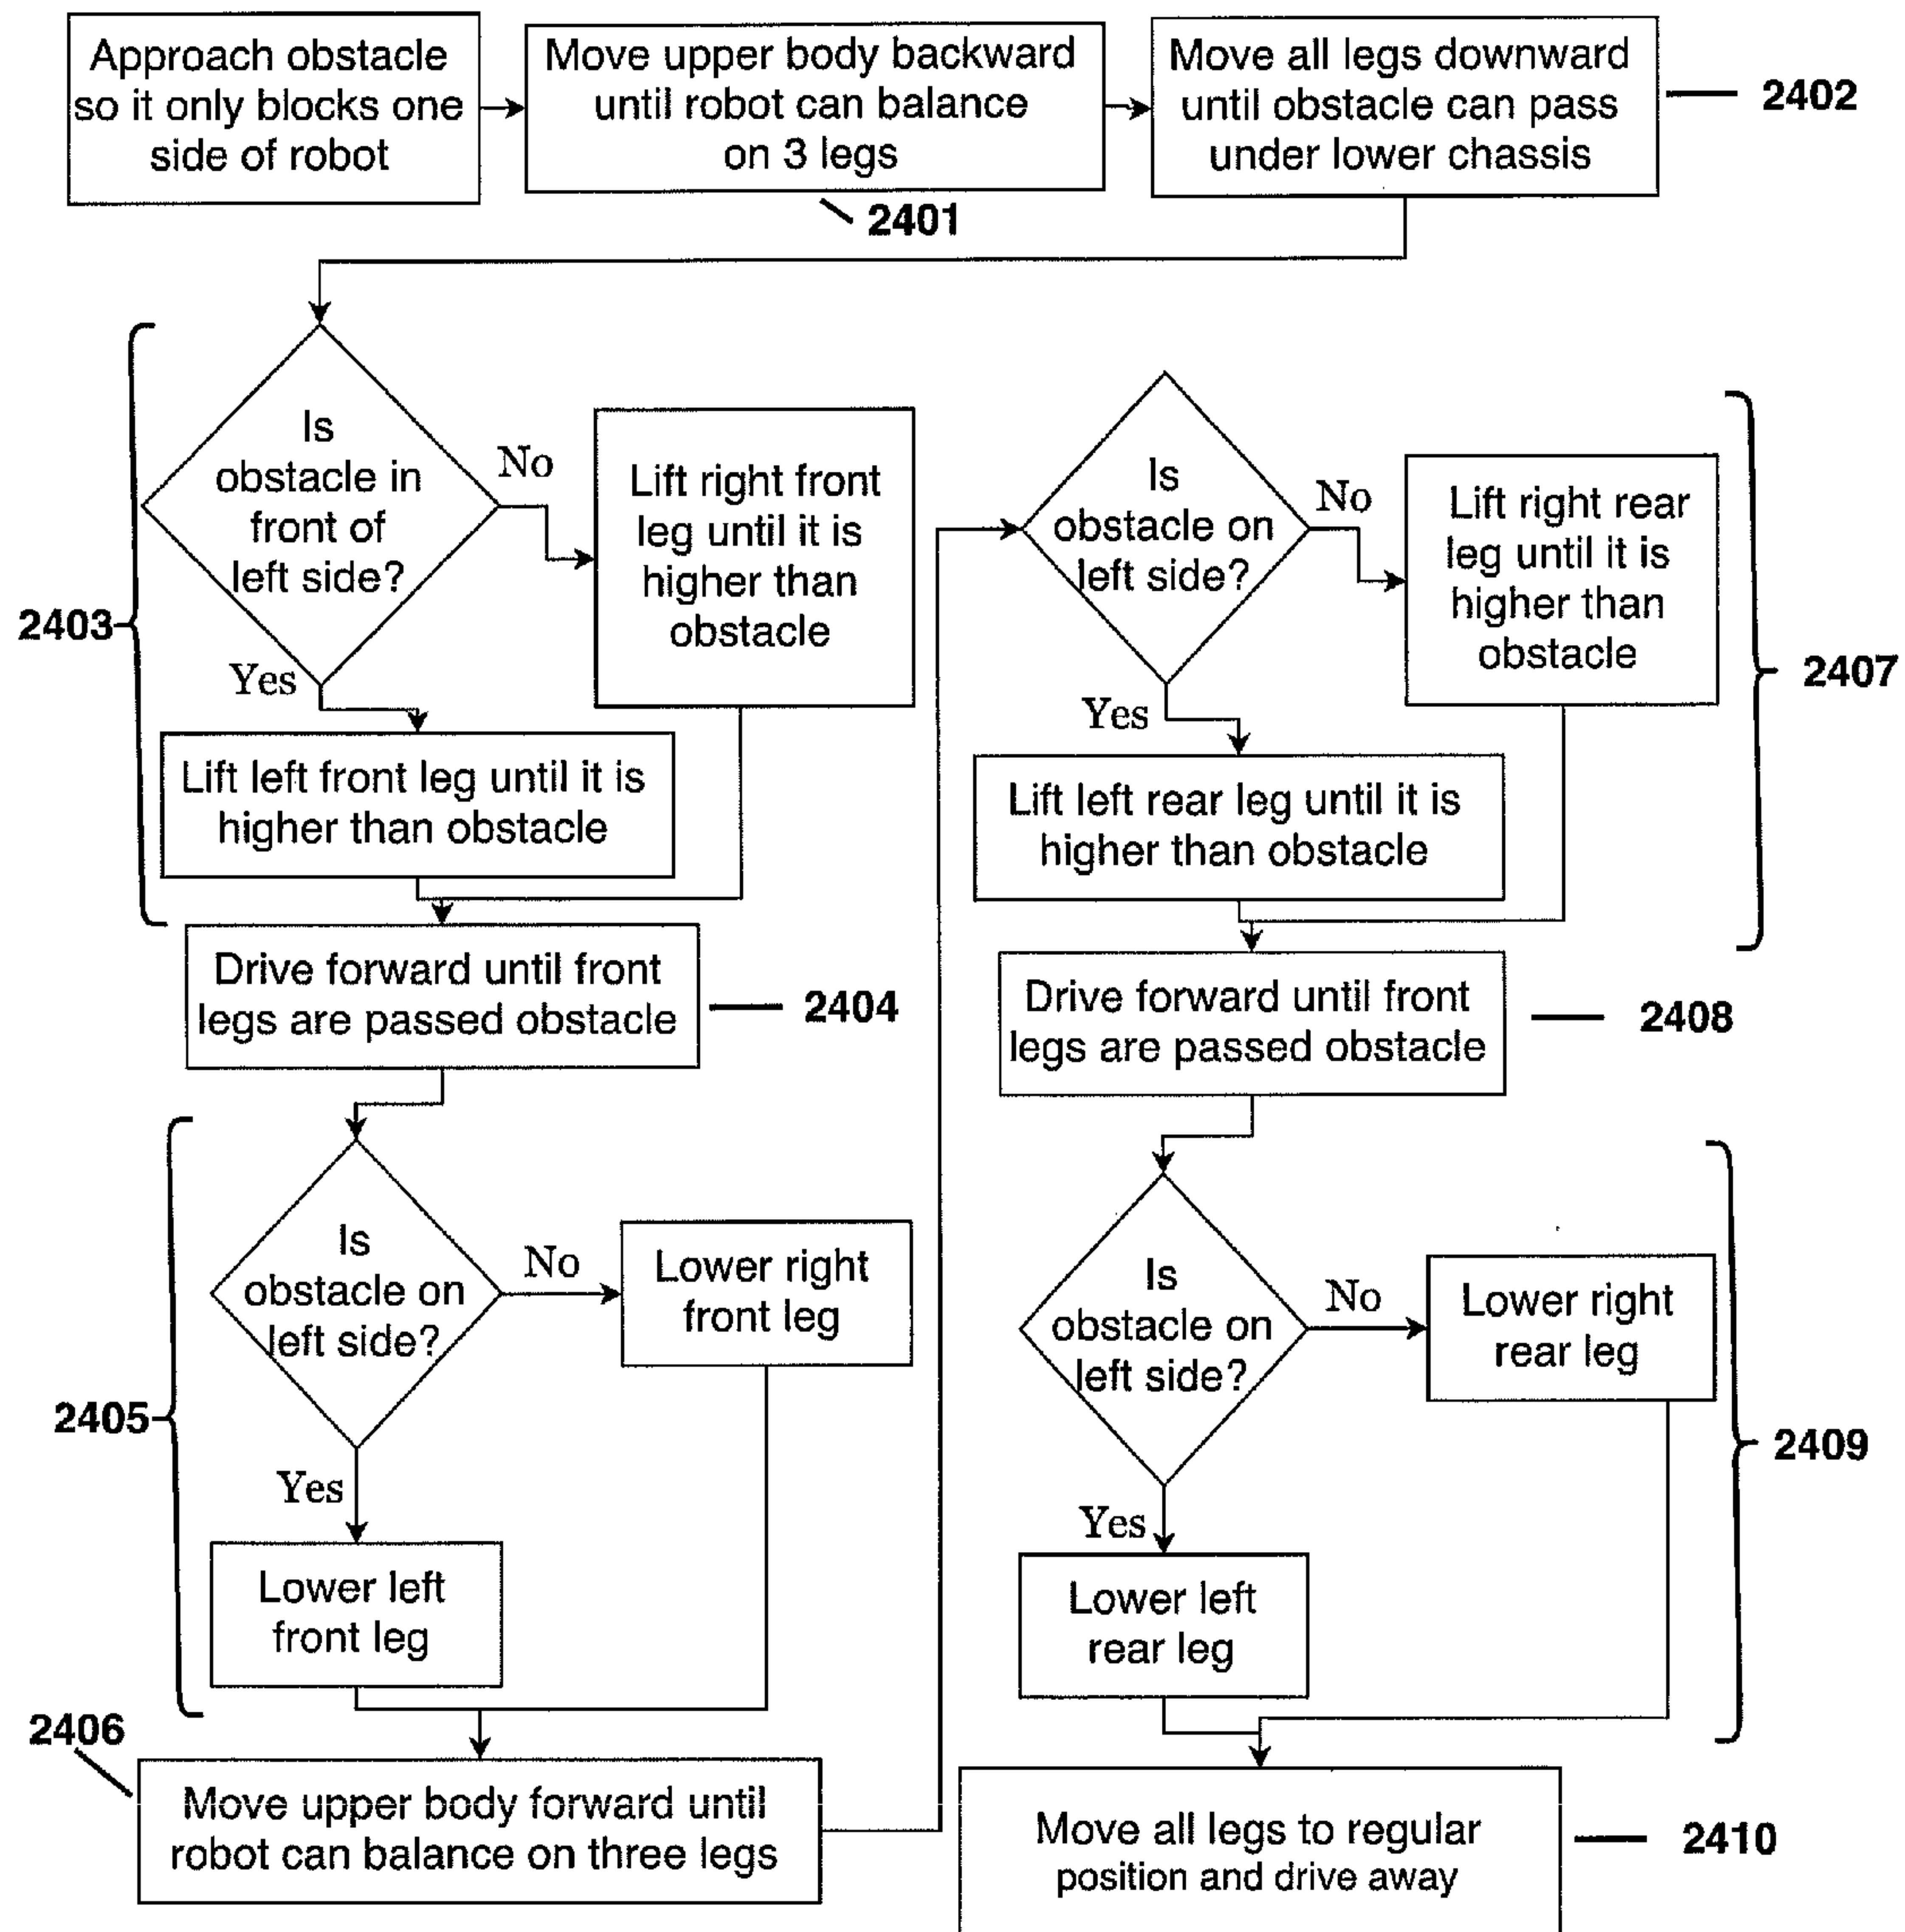 Approach obstacle
so it only blocks one
side of robot
Move upper body backward
until robot can balance
on 3 legs
2401
Move all legs downward
until obstacle can pass
under lower chassis
2402
2403
Is
obstacle in
front of
left side?
No
Lift right front
leg until it is
higher than
obstacle
Yes
Lift left front leg until it is
higher than obstacle
Drive forward until front
legs are passed obstacle
2404
2405
Is
obstacle on
left side?
No
Lower right
front leg
Yes
Lower left
front leg
2406
Move upper body forward until
robot can balance on three legs
Is
obstacle on
left side?
No
Lift right rear
leg until it is
higher than
obstacle
2407
Yes
Lift left rear leg until it is
higher than obstacle
Drive forward until front
legs are passed obstacle
2408
Is
obstacle on
left side?
No
Lower right
rear leg
2409
Yes
Lower left
rear leg
Move all legs to regular
position and drive away
2410